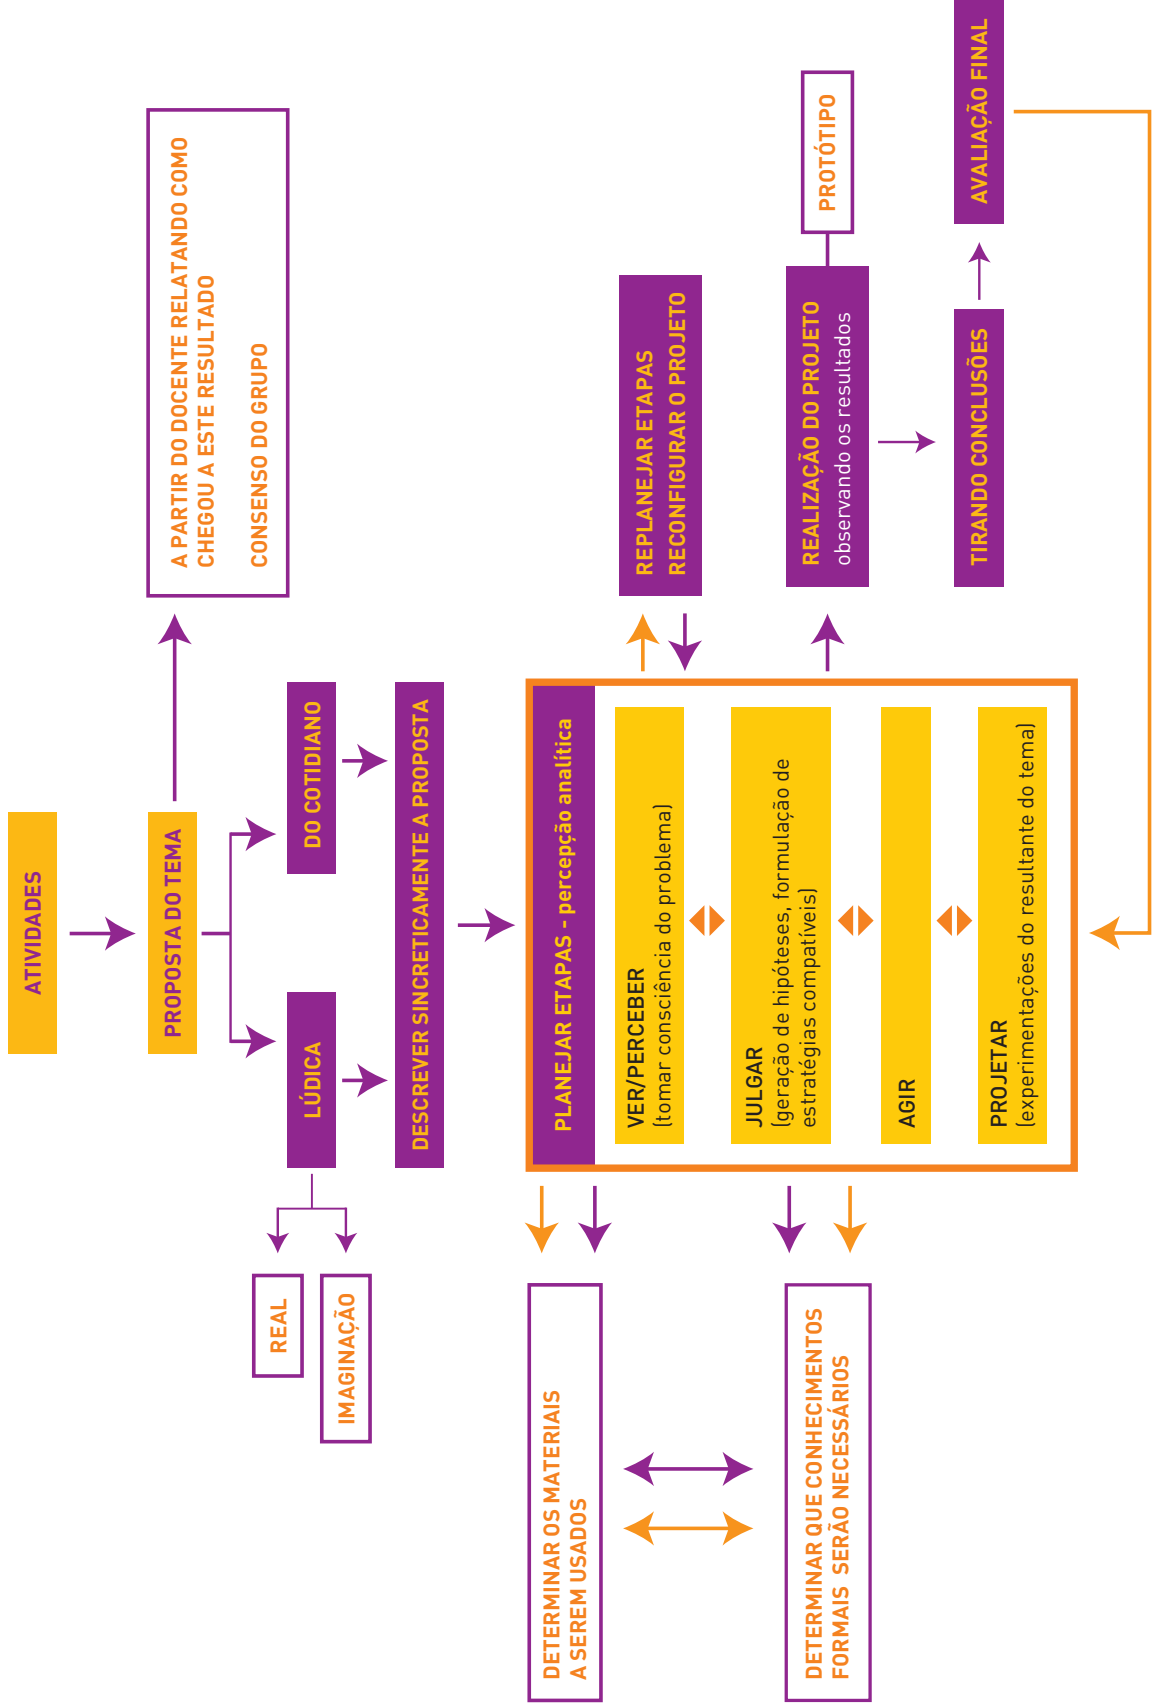 ATIVIDADES
PROPOSTA DO TEMA
A PARTIR DO DOCENTE RELATANDO COMO
CHEGOU A ESTE RESULTADO
CONSENSO DO GRUPO
LÚDICA
DO COTIDIANO
REAL
IMAGINAÇÃO
DESCREVER SINCRETICAMENTE A PROPOSTA
PLANEJAR ETAPAS - percepção analítica
VER/PERCEBER
(tomar consciência do problema)
JULGAR
(geração de hipóteses, formulação de
estratégias compatíveis)
AGIR
PROJETAR
(experimentações do resultante do tema)
DETERMINAR OS MATERIAIS
A SEREM USADOS
DETERMINAR QUE CONHECIMENTOS
FORMAIS SERÃO NECESSÁRIOS
REPLANEJAR ETAPAS
RECONFIGURAR O PROJETO
REALIZAÇÃO DO PROJETO
observando os resultados
PROTÓTIPO
TIRANDO CONCLUSÕES
AVALIAÇÃO FINAL